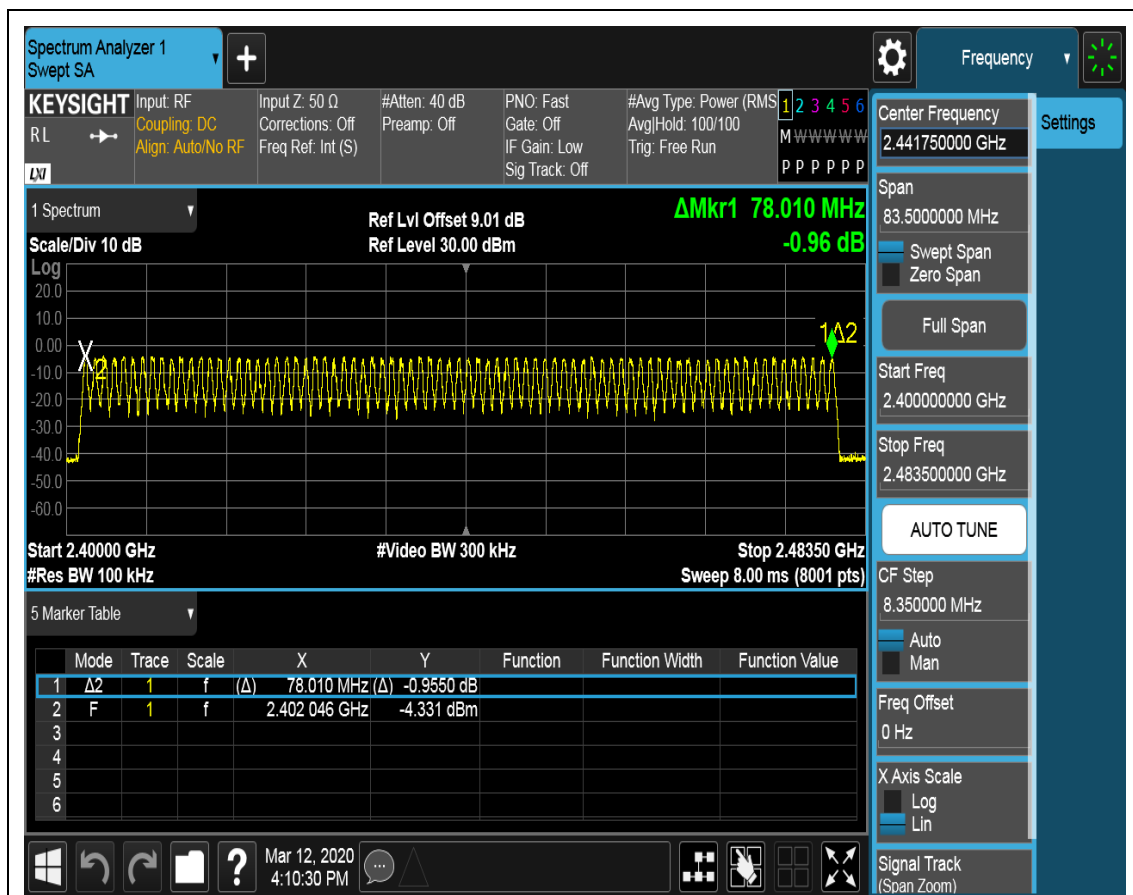 Spectrum Analyzer 1
Swept SA
+
Frequency
KEYSIGHT
RL
LXI
Input: RF
Coupling: DC
Align: Auto/No RF
Input Z: 50 Ω
Corrections: Off
Freq Ref: Int (S)
#Atten: 40 dB
Preamp: Off
PNO: Fast
Gate: Off
IF Gain: Low
Sig Track: Off
#Avg Type: Power (RMS
Avg|Hold: 100/100
Trig: Free Run
1 2 3 4 5 6
M W W W W W
P P P P P P
Center Frequency
2.441750000 GHz
Settings
Span
83.5000000 MHz
Swept Span
Zero Span
Full Span
Start Freq
2.400000000 GHz
Stop Freq
2.483500000 GHz
AUTO TUNE
CF Step
8.350000 MHz
Auto
Man
Freq Offset
0 Hz
X Axis Scale
Log
Lin
Signal Track
(Span Zoom)
1 Spectrum
Scale/Div 10 dB
Ref Lvl Offset 9.01 dB
Ref Level 30.00 dBm
ΔMkr1 78.010 MHz
-0.96 dB
Log
20.0
10.0
0.00
-10.0
-20.0
-30.0
-40.0
-50.0
-60.0
X2
1Δ2
Start 2.40000 GHz
#Video BW 300 kHz
Stop 2.48350 GHz
#Res BW 100 kHz
Sweep 8.00 ms (8001 pts)
5 Marker Table
Mode Trace Scale X Y Function Function Width Function Value
1 Δ2 1 f (Δ) 78.010 MHz (Δ) -0.9550 dB
2 F 1 f 2.402 046 GHz -4.331 dBm
3
4
5
6
?
Mar 12, 2020
4:10:30 PM